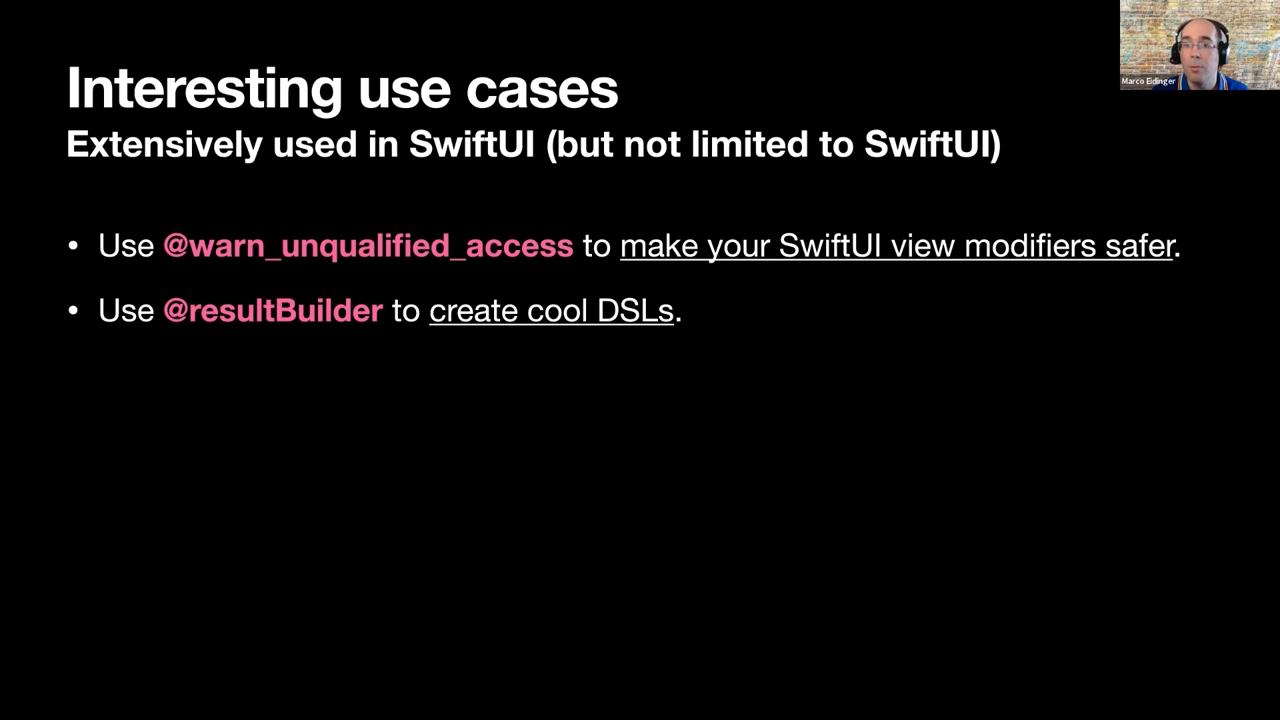 Marco Eidinger
Interesting use cases
Extensively used in SwiftUI (but not limited to SwiftUI)
• Use @warn_unqualified_access to make your SwiftUI view modifiers safer.
• Use @resultBuilder to create cool DSLs.